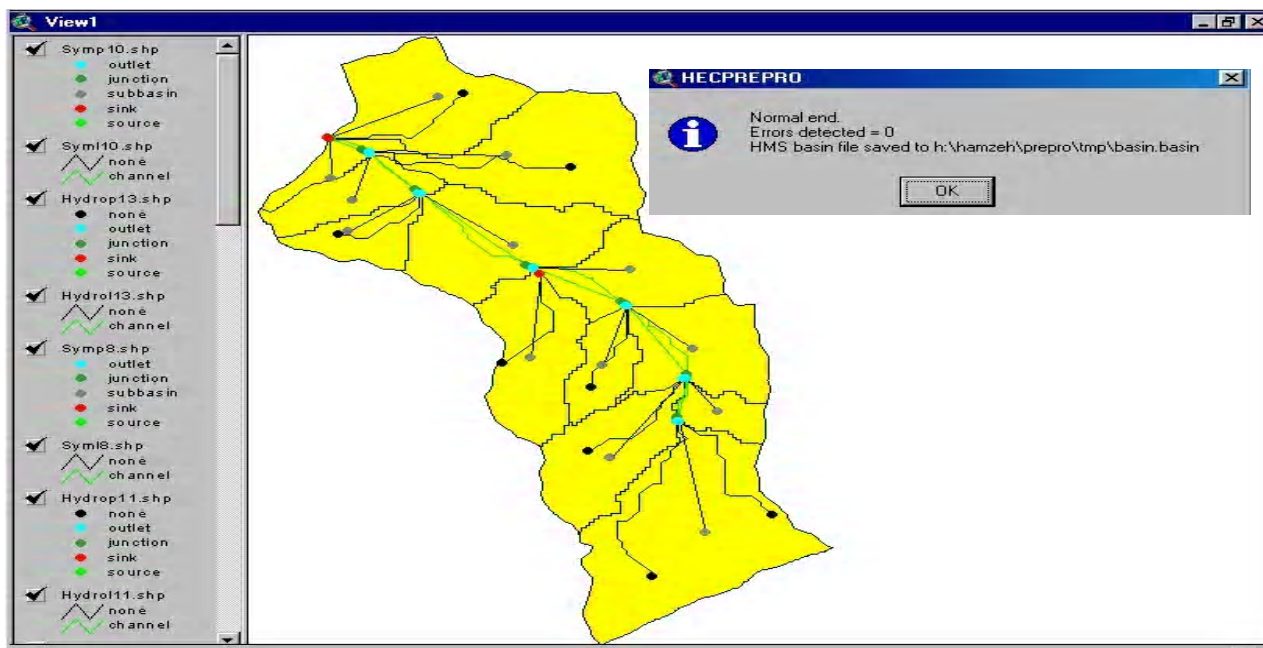 View1
Symp10.shp
outlet
junction
subbasin
sink
source
Syml10.shp
none
channel
Hydrop13.shp
none
outlet
junction
sink
source
Hydrol13.shp
none
channel
Symp8.shp
outlet
junction
subbasin
sink
source
Syml8.shp
none
channel
Hydrop11.shp
none
outlet
junction
sink
source
Hydrol11.shp
none
channel
HECPREPRO
Normal end.
Errors detected = 0
HMS basin file saved to h:\hamzeh\prepro\tmp\basin.basin
OK